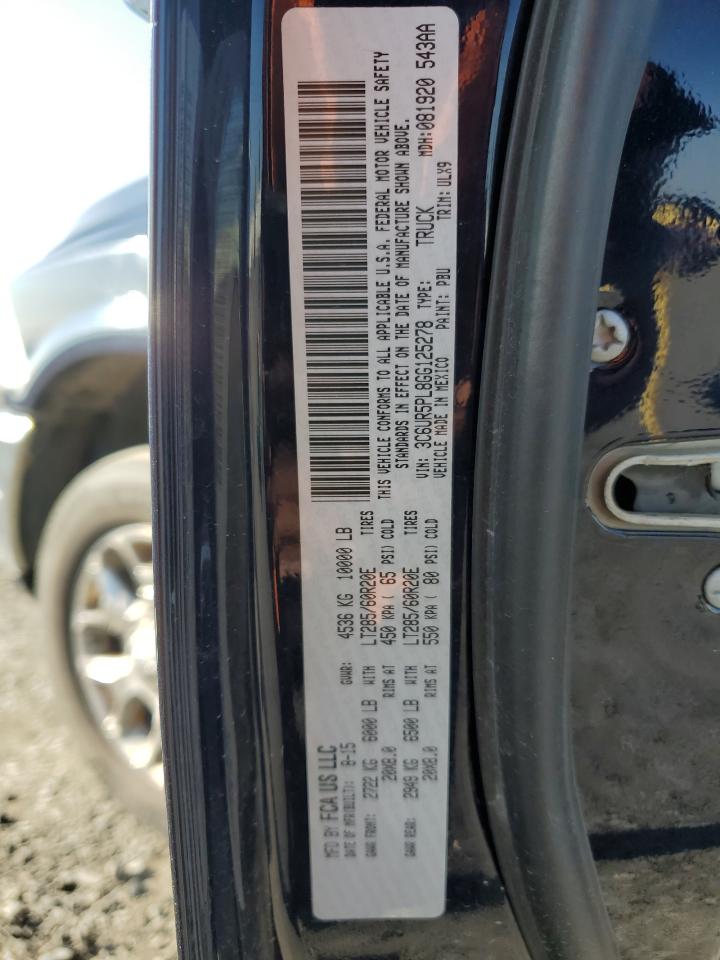 MFD BY FCA US LLC
DATE OF MFR(BUILT): 8-15 GVWR: 4536 KG 10000 LB
GAWR FRONT: 2722 KG 6000 LB WITH LT285/60R20E TIRES
20X8.0 RIMS AT 450 KPA ( 65 PSI) COLD
GAWR REAR: 2949 KG 6500 LB WITH LT285/60R20E TIRES
20X8.0 RIMS AT 550 KPA ( 80 PSI) COLD
THIS VEHICLE CONFORMS TO ALL APPLICABLE U.S.A. FEDERAL MOTOR VEHICLE SAFETY
STANDARDS IN EFFECT ON THE DATE OF MANUFACTURE SHOWN ABOVE.
VIN: 3C6UR5PL8GG125278 TYPE: TRUCK MDH:081920 543AA
VEHICLE MADE IN MEXICO PAINT: PBU TRIM: ULX9